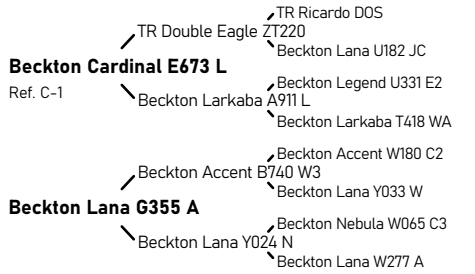 TR Ricardo DOS
TR Double Eagle ZT220
Beckton Lana U182 JC
Beckton Cardinal E673 L
Ref. C-1
Beckton Legend U331 E2
Beckton Larkaba A911 L
Beckton Larkaba T418 WA
Beckton Accent W180 C2
Beckton Accent B740 W3
Beckton Lana Y033 W
Beckton Lana G355 A
Beckton Nebula W065 C3
Beckton Lana Y024 N
Beckton Lana W277 A